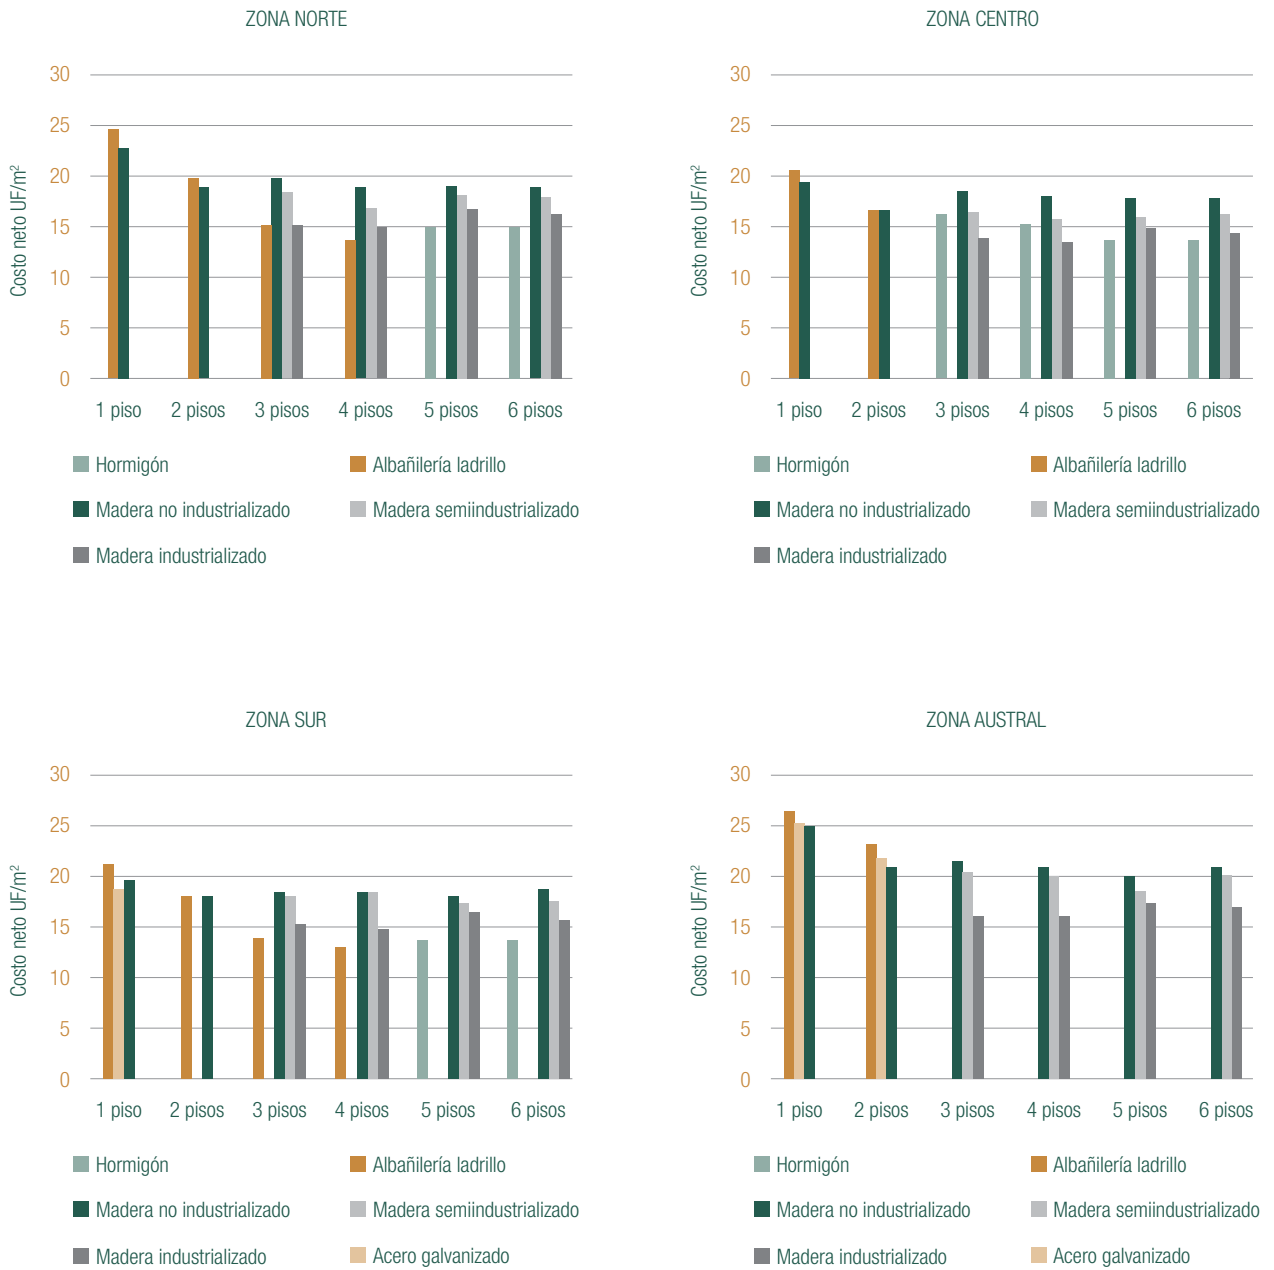 ZONA NORTE
Costo neto UF/m²
30
25
20
15
10
5
0
1 piso 2 pisos 3 pisos 4 pisos 5 pisos 6 pisos
Hormigón Albañilería ladrillo
Madera no industrializado Madera semiindustrializado
Madera industrializado
ZONA CENTRO
Costo neto UF/m²
30
25
20
15
10
5
0
1 piso 2 pisos 3 pisos 4 pisos 5 pisos 6 pisos
Hormigón Albañilería ladrillo
Madera no industrializado Madera semiindustrializado
Madera industrializado
ZONA SUR
Costo neto UF/m²
30
25
20
15
10
5
0
1 piso 2 pisos 3 pisos 4 pisos 5 pisos 6 pisos
Hormigón Albañilería ladrillo
Madera no industrializado Madera semiindustrializado
Madera industrializado Acero galvanizado
ZONA AUSTRAL
Costo neto UF/m²
30
25
20
15
10
5
0
1 piso 2 pisos 3 pisos 4 pisos 5 pisos 6 pisos
Hormigón Albañilería ladrillo
Madera no industrializado Madera semiindustrializado
Madera industrializado Acero galvanizado